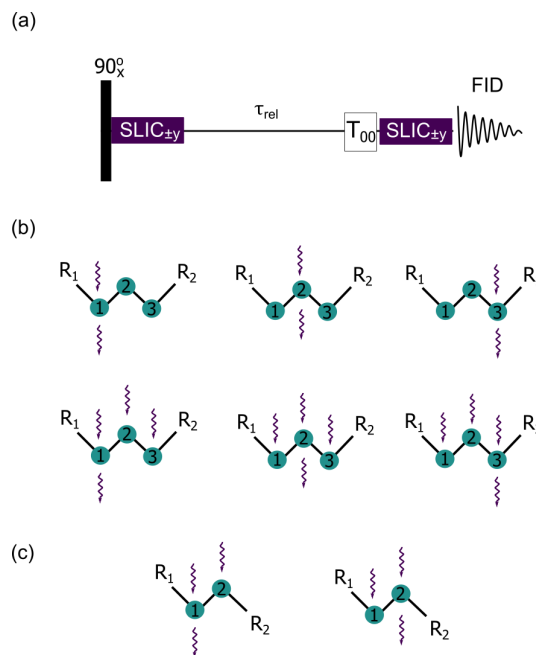 (a)
90°x
FID
SLIC±y
τrel
T00
SLIC±y
(b)
R1 1 2 3 R2
R1 1 2 3 R2
1 2 3 R
R1 1 2 3 R2
R1 1 2 3 R2
R1 1 2 3 R
(c)
R1 1 2 R2
R1 1 2 R2